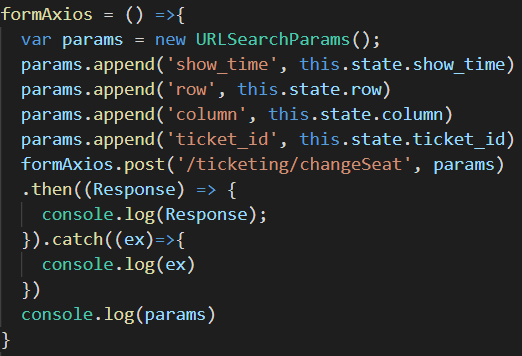 formAxios = () =>{
var params = new URLSearchParams();
params.append('show_time', this.state.show_time)
params.append('row', this.state.row)
params.append('column', this.state.column)
params.append('ticket_id', this.state.ticket_id)
formAxios.post('/ticketing/changeSeat', params)
.then((Response) => {
console.log(Response);
}).catch((ex)=>{
console.log(ex)
})
console.log(params)
}